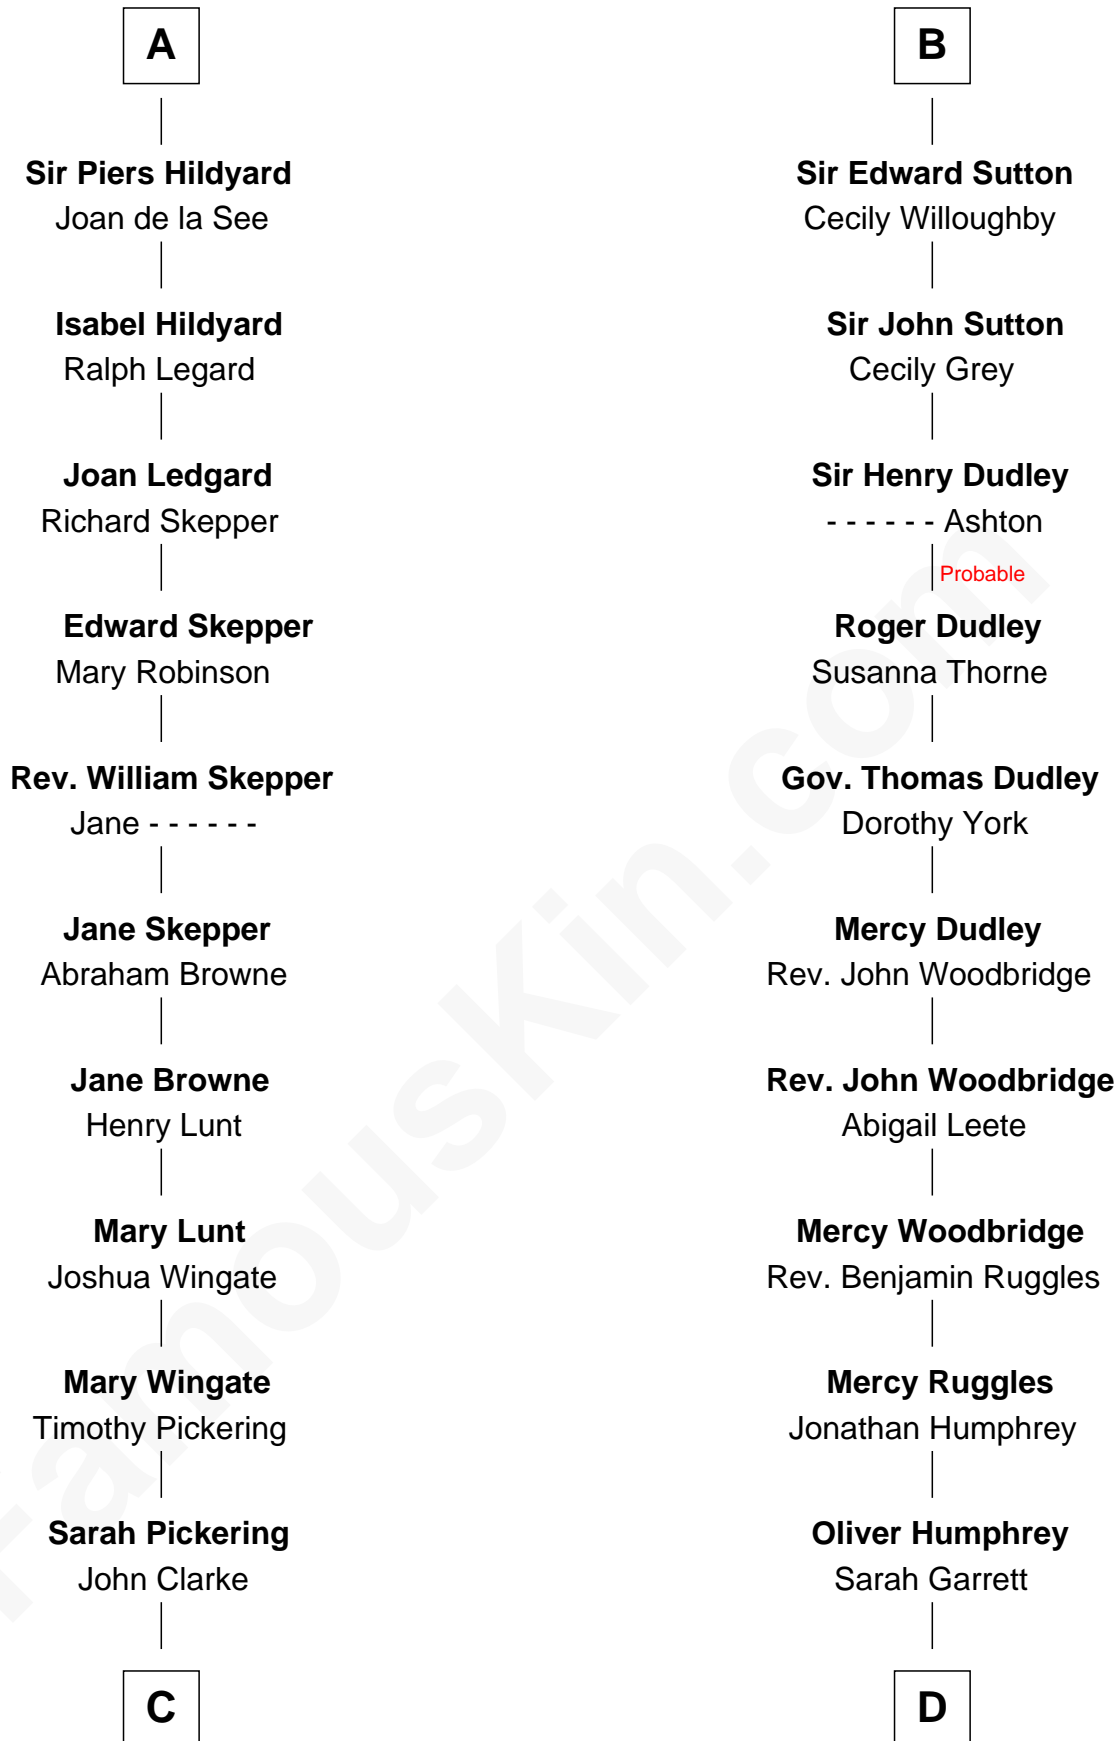 A
Sir Piers Hildyard
Joan de la See
Isabel Hildyard
Ralph Legard
Joan Ledgard
Richard Skepper
Edward Skepper
Mary Robinson
Rev. William Skepper
Jane - - - - - -
Jane Skepper
Abraham Browne
Jane Browne
Henry Lunt
Mary Lunt
Joshua Wingate
Mary Wingate
Timothy Pickering
Sarah Pickering
John Clarke
C
B
Sir Edward Sutton
Cecily Willoughby
Sir John Sutton
Cecily Grey
Sir Henry Dudley
- - - - - - Ashton
Probable
Roger Dudley
Susanna Thorne
Gov. Thomas Dudley
Dorothy York
Mercy Dudley
Rev. John Woodbridge
Rev. John Woodbridge
Abigail Leete
Mercy Woodbridge
Rev. Benjamin Ruggles
Mercy Ruggles
Jonathan Humphrey
Oliver Humphrey
Sarah Garrett
D
FamousKin.com